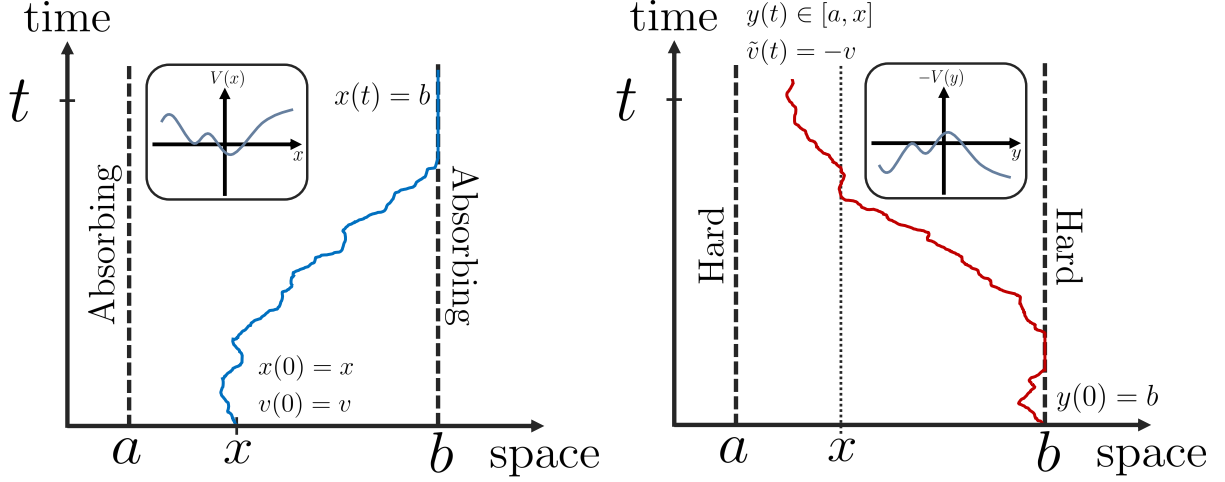 time
t
V(x)
x
x(t) = b
Absorbing
Absorbing
x(0) = x
v(0) = v
a
x
b
space
time
y(t) ∈ [a, x]
ṽ(t) = −v
t
−V(y)
y
Hard
Hard
y(0) = b
a
x
b
space